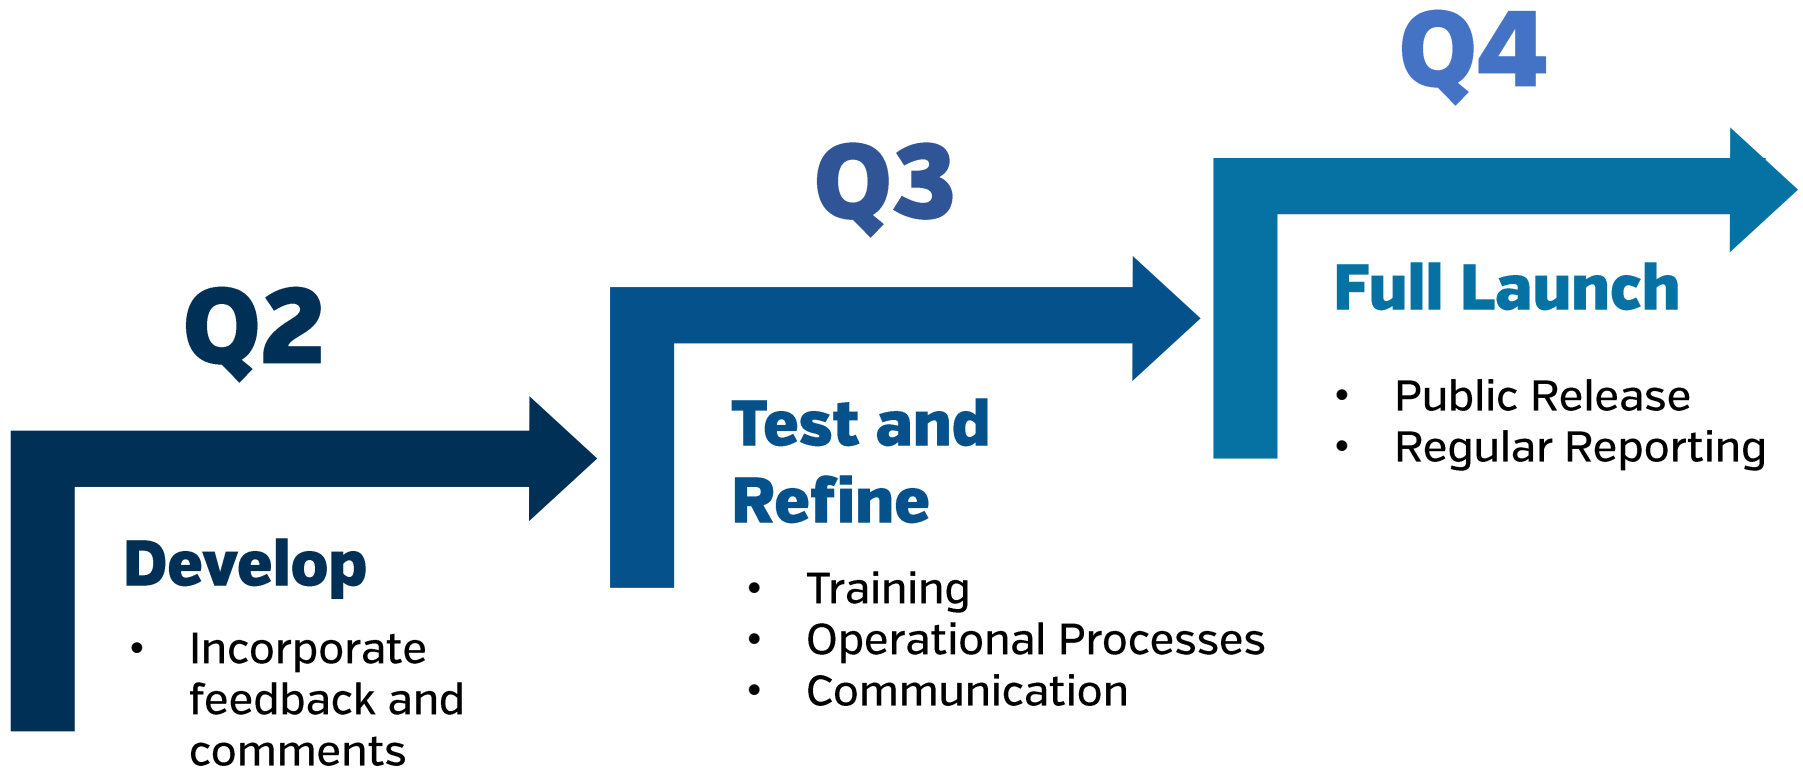 Q2
Develop
• Incorporate
feedback and
comments
Q3
Test and
Refine
• Training
• Operational Processes
• Communication
Q4
Full Launch
• Public Release
• Regular Reporting